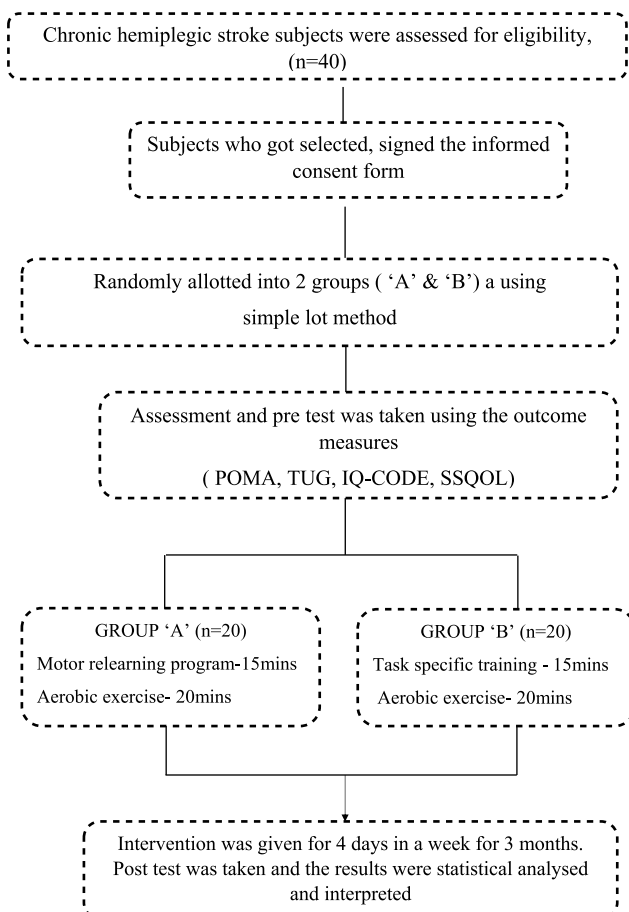 Chronic hemiplegic stroke subjects were assessed for eligibility,
(n=40)
Subjects who got selected, signed the informed
consent form
Randomly allotted into 2 groups ( ‘A’ & ‘B’) a using
simple lot method
Assessment and pre test was taken using the outcome
measures
( POMA, TUG, IQ-CODE, SSQOL)
GROUP ‘A’ (n=20)
Motor relearning program-15mins
Aerobic exercise- 20mins
GROUP ‘B’ (n=20)
Task specific training - 15mins
Aerobic exercise- 20mins
Intervention was given for 4 days in a week for 3 months.
Post test was taken and the results were statistical analysed
and interpreted